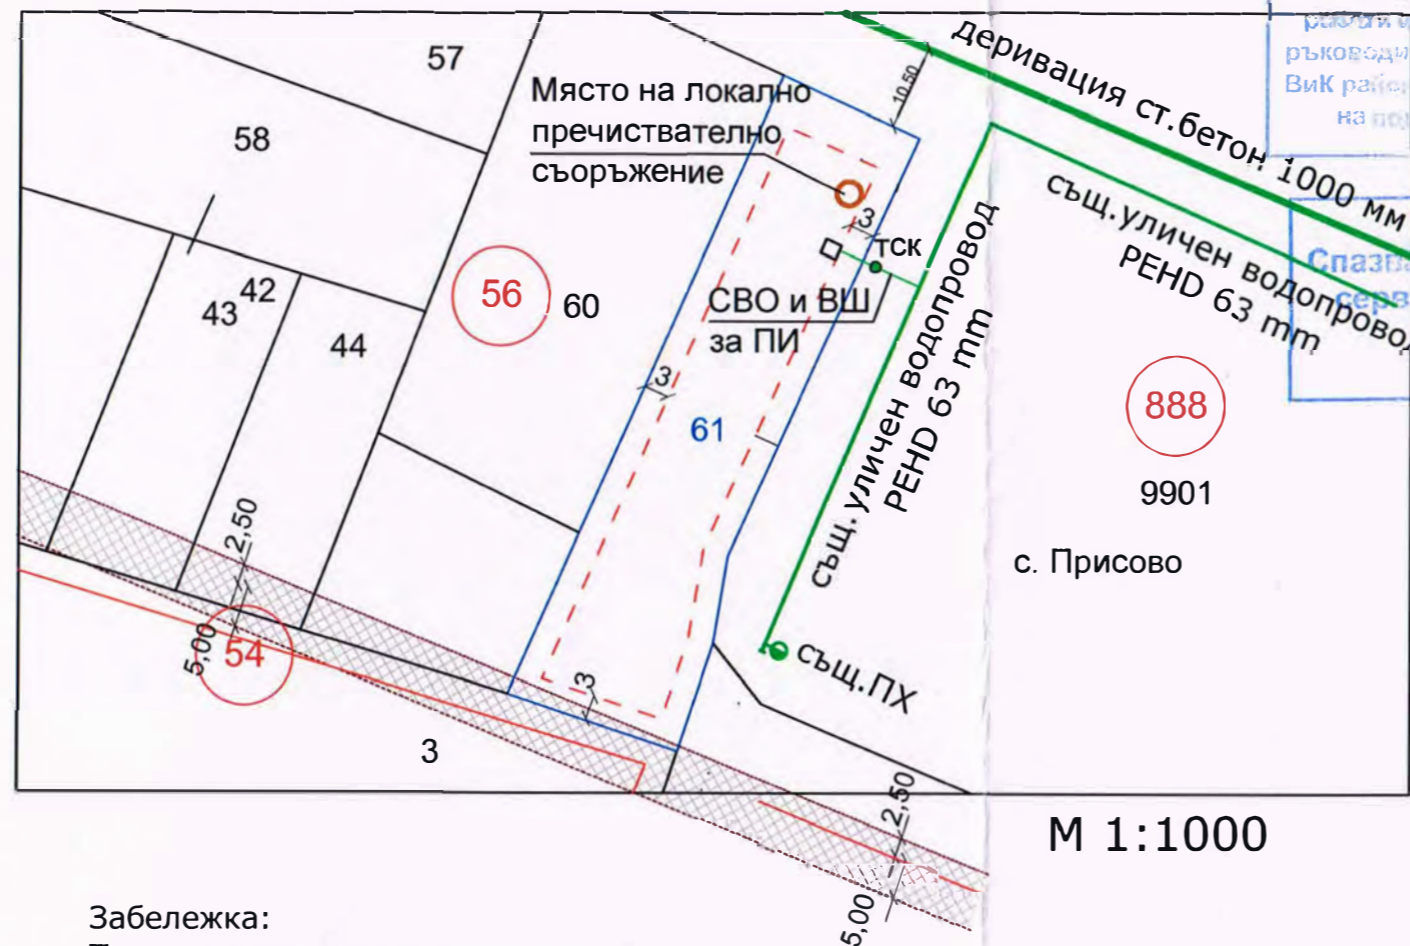 57
58
Място на локално
пречиствателно
съоръжение
10.50
деривация ст.бетон. 1000 мм
ръководи
ВиК
на
Спазва
серв
същ.уличен водопровод
PEHD 63 mm
3
тск
СВО и ВШ
за ПИ
42
43
44
56
60
3
61
същ. уличен водопровод
PEHD 63 mm
888
9901
с. Присово
2,50
5,00
54
3
същ.ПХ
3
2,50
5,00
М 1:1000
Забележка: